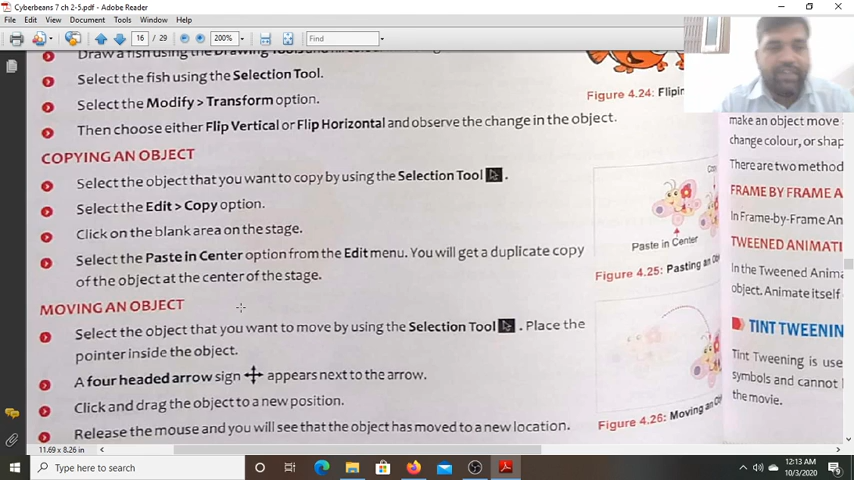 Cyberbeans 7 ch 2-5.pdf - Adobe Reader
File Edit View Document Tools Window Help
16 / 29 200% Find
Draw a fish using the Drawing Tools
Select the fish using the Selection Tool.
Select the Modify > Transform option.
Then choose either Flip Vertical or Flip Horizontal and observe the change in the object.
Figure 4.24:
COPYING AN OBJECT
Select the object that you want to copy by using the Selection Tool .
Select the Edit > Copy option.
Click on the blank area on the stage.
Select the Paste in Center option from the Edit menu. You will get a duplicate copy
of the object at the center of the stage.
Paste in Center
Figure 4.25: Pasting an
MOVING AN OBJECT
Select the object that you want to move by using the Selection Tool . Place the
pointer inside the object.
A four headed arrow sign appears next to the arrow.
Click and drag the object to a new position.
Release the mouse and you will see that the object has moved to a new location.
Figure 4.26: Moving an
make an object move
change colour, or
There are two
FRAME BY FRAME
In Frame-by-Frame
TWEENED
In the Tweened
object. Animate itself
TINT
Tint Tweening is
symbols and cannot
the movie.
11.69 x 8.26 in
Type here to search
12:13 AM
10/3/2020